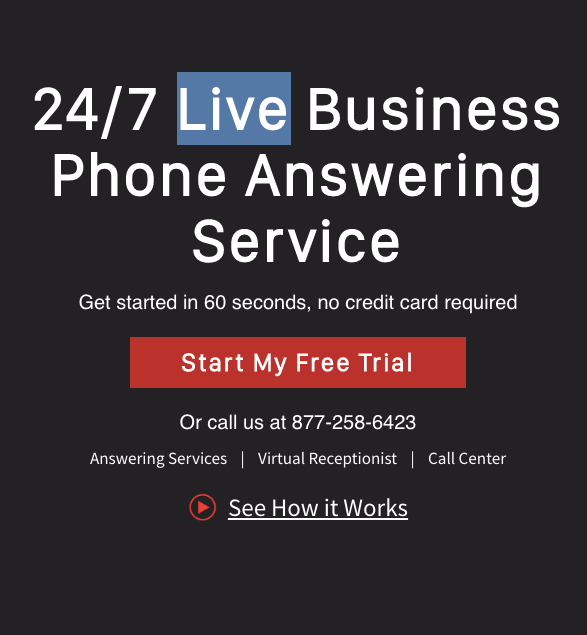 24/7 Live Business
Phone Answering
Service
Get started in 60 seconds, no credit card required
Start My Free Trial
Or call us at 877-258-6423
Answering Services | Virtual Receptionist | Call Center
See How it Works